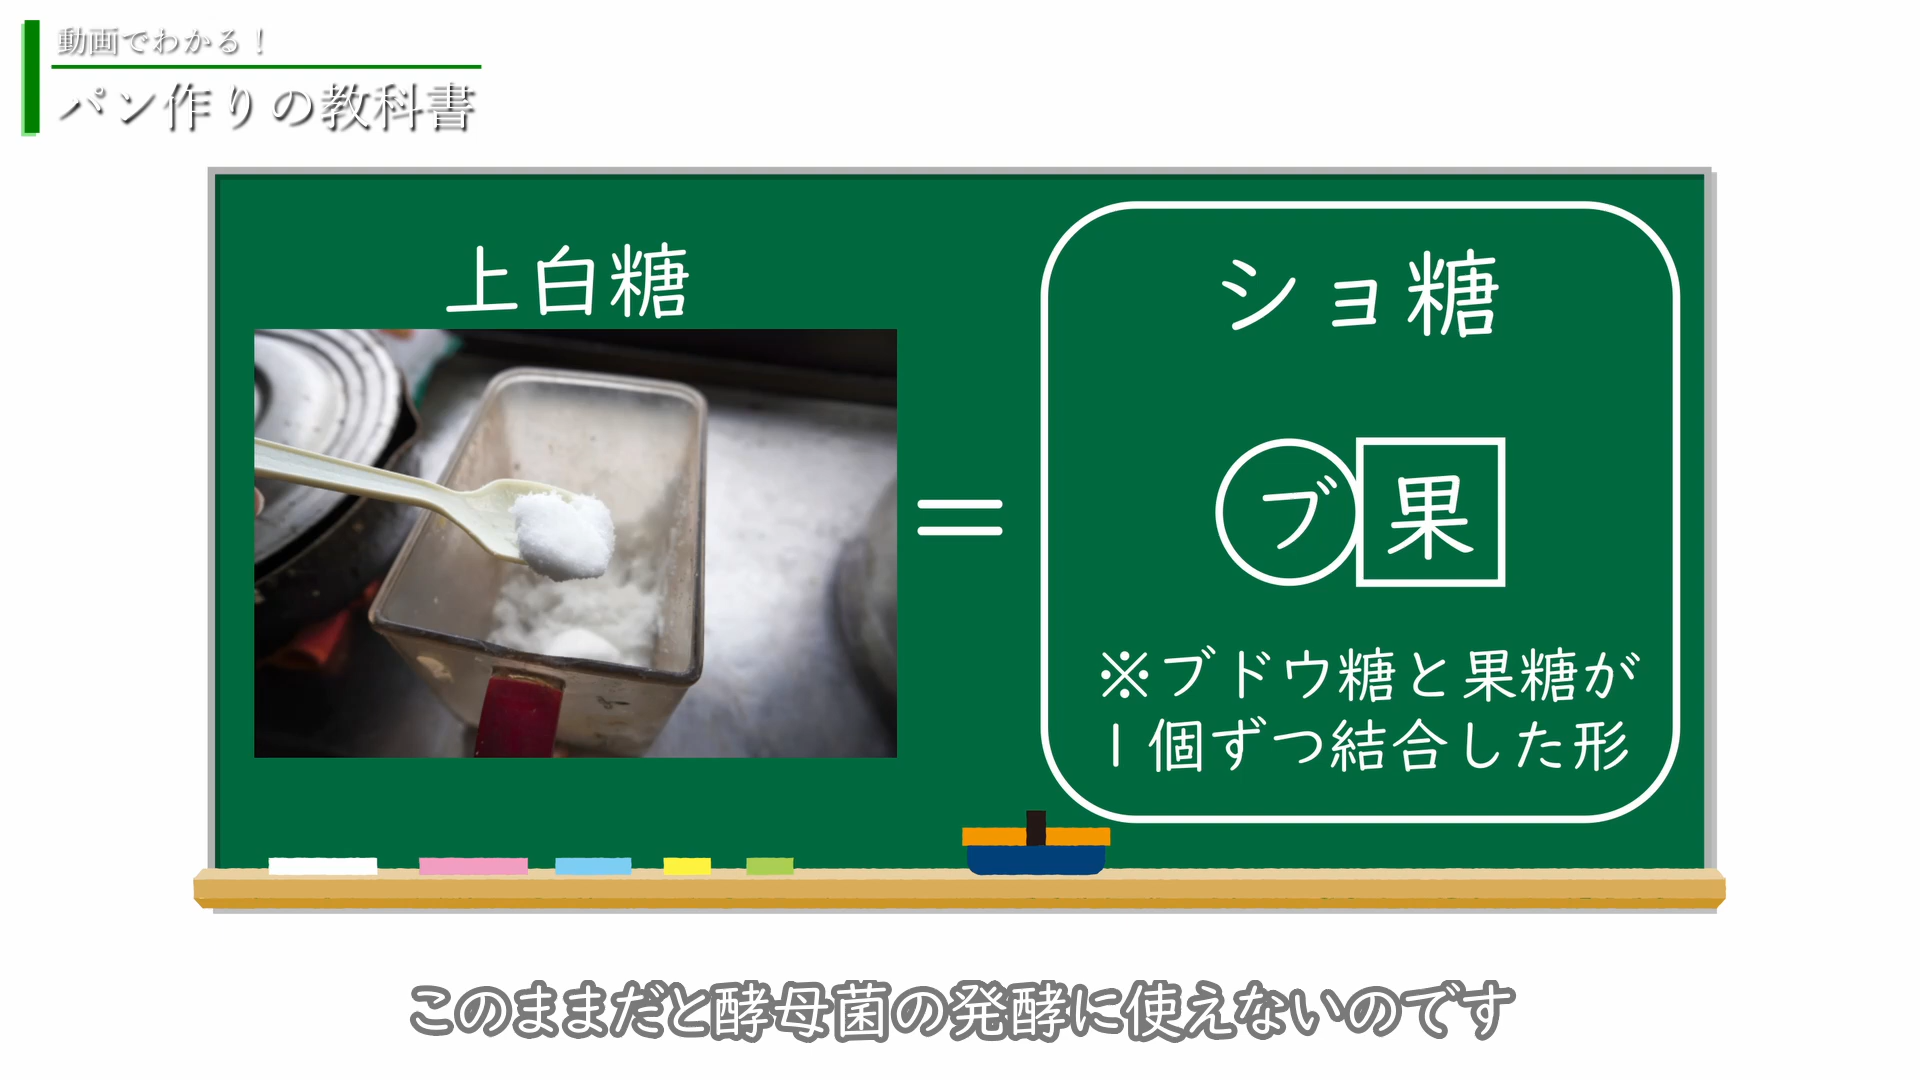 動画でわかる！
パン作りの教科書
上白糖
＝
ショ糖
ブ 果
※ブドウ糖と果糖が
1個ずつ結合した形
このままだと酵母菌の発酵に使えないのです